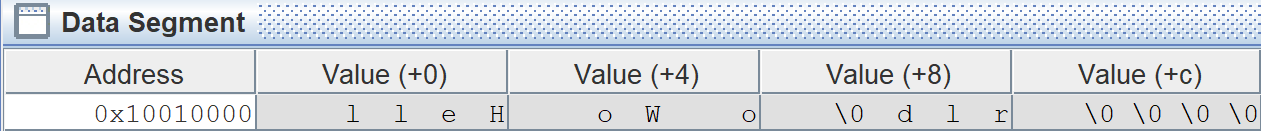 Data Segment
Address Value (+0) Value (+4) Value (+8) Value (+c)
0x10010000 l l e H o W o \0 d l r \0 \0 \0 \0